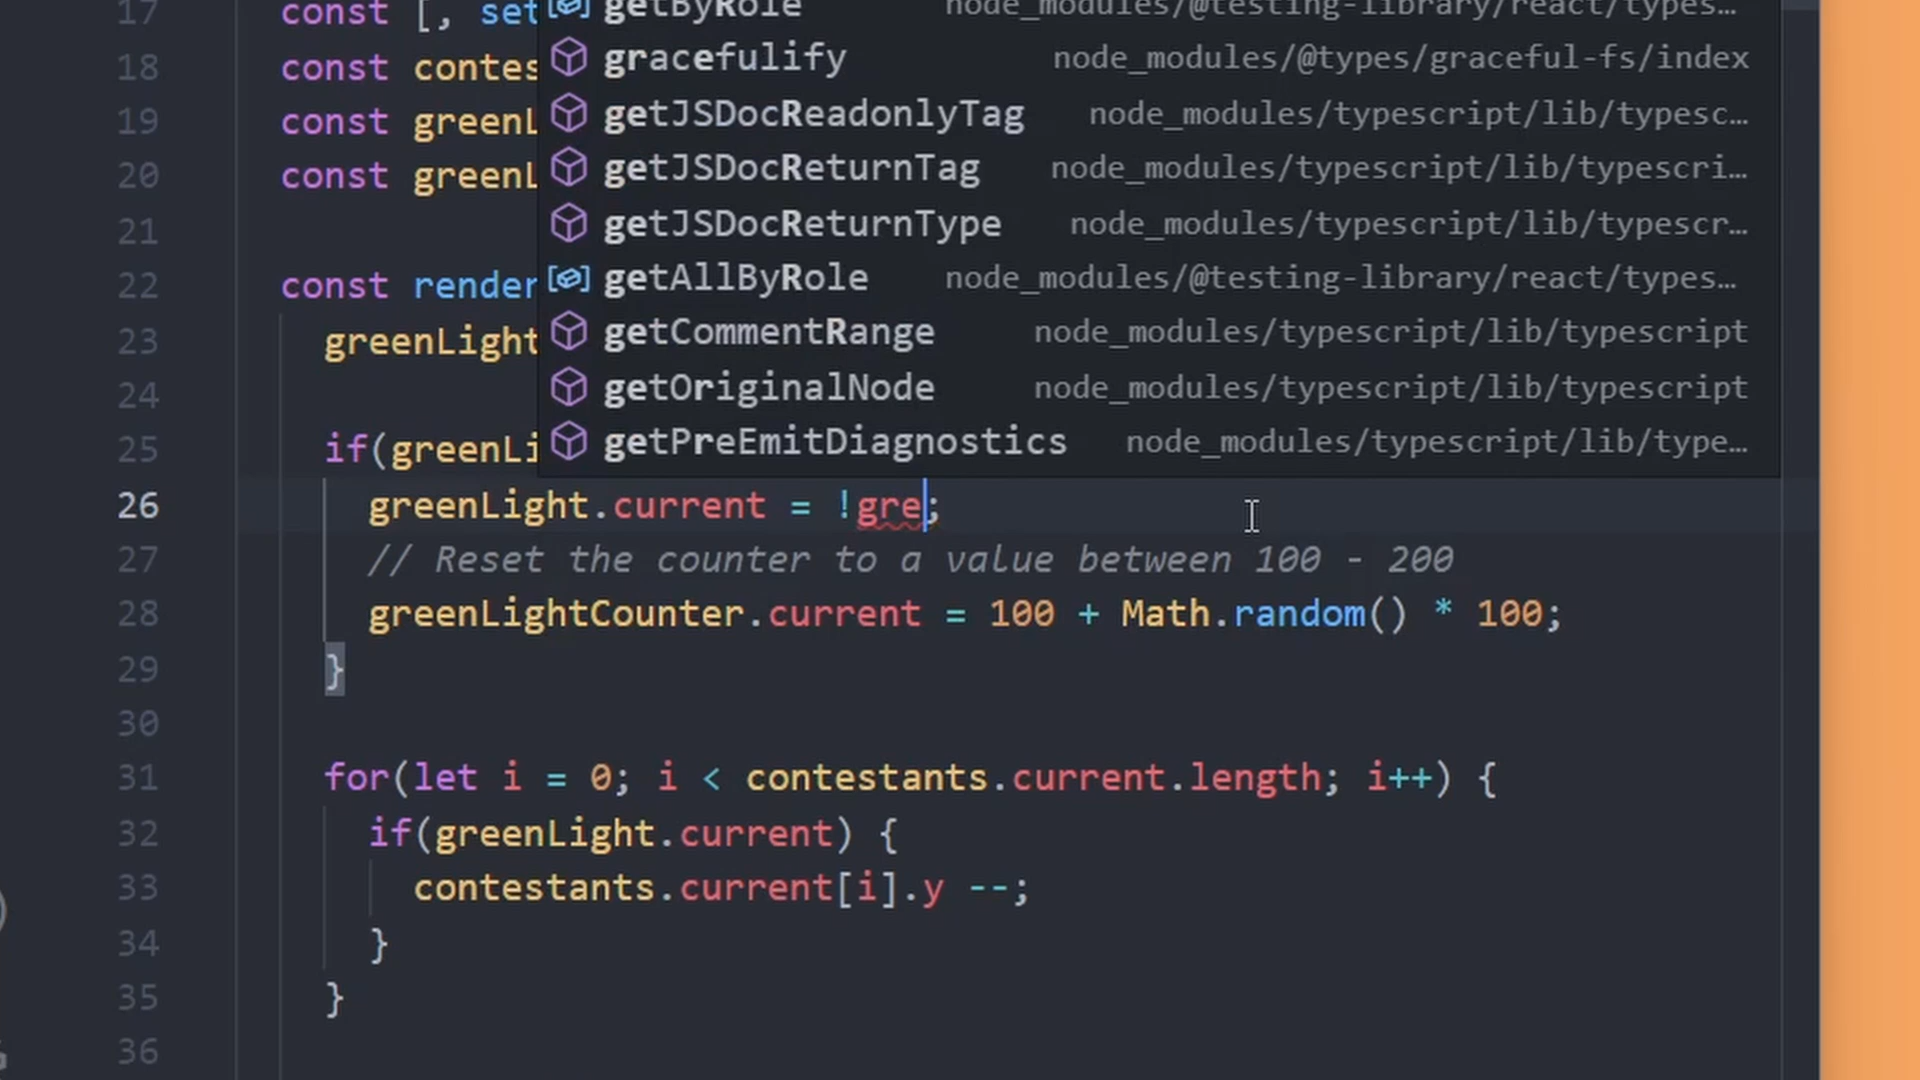 17 const [, set getByRole node_modules/@testing-library/react/types…
18 const contes gracefulify node_modules/@types/graceful-fs/index
19 const greenL getJSDocReadonlyTag node_modules/typescript/lib/typesc…
20 const greenL getJSDocReturnTag node_modules/typescript/lib/typescri…
21 getJSDocReturnType node_modules/typescript/lib/typescr…
22 const render getAllByRole node_modules/@testing-library/react/types…
23 greenLight getCommentRange node_modules/typescript/lib/typescript
24 getOriginalNode node_modules/typescript/lib/typescript
25 if(greenLi getPreEmitDiagnostics node_modules/typescript/lib/type…
26 greenLight.current = !gre;
27 // Reset the counter to a value between 100 - 200
28 greenLightCounter.current = 100 + Math.random() * 100;
29 }
30
31 for(let i = 0; i < contestants.current.length; i++) {
32 if(greenLight.current) {
33 contestants.current[i].y --;
34 }
35 }
36